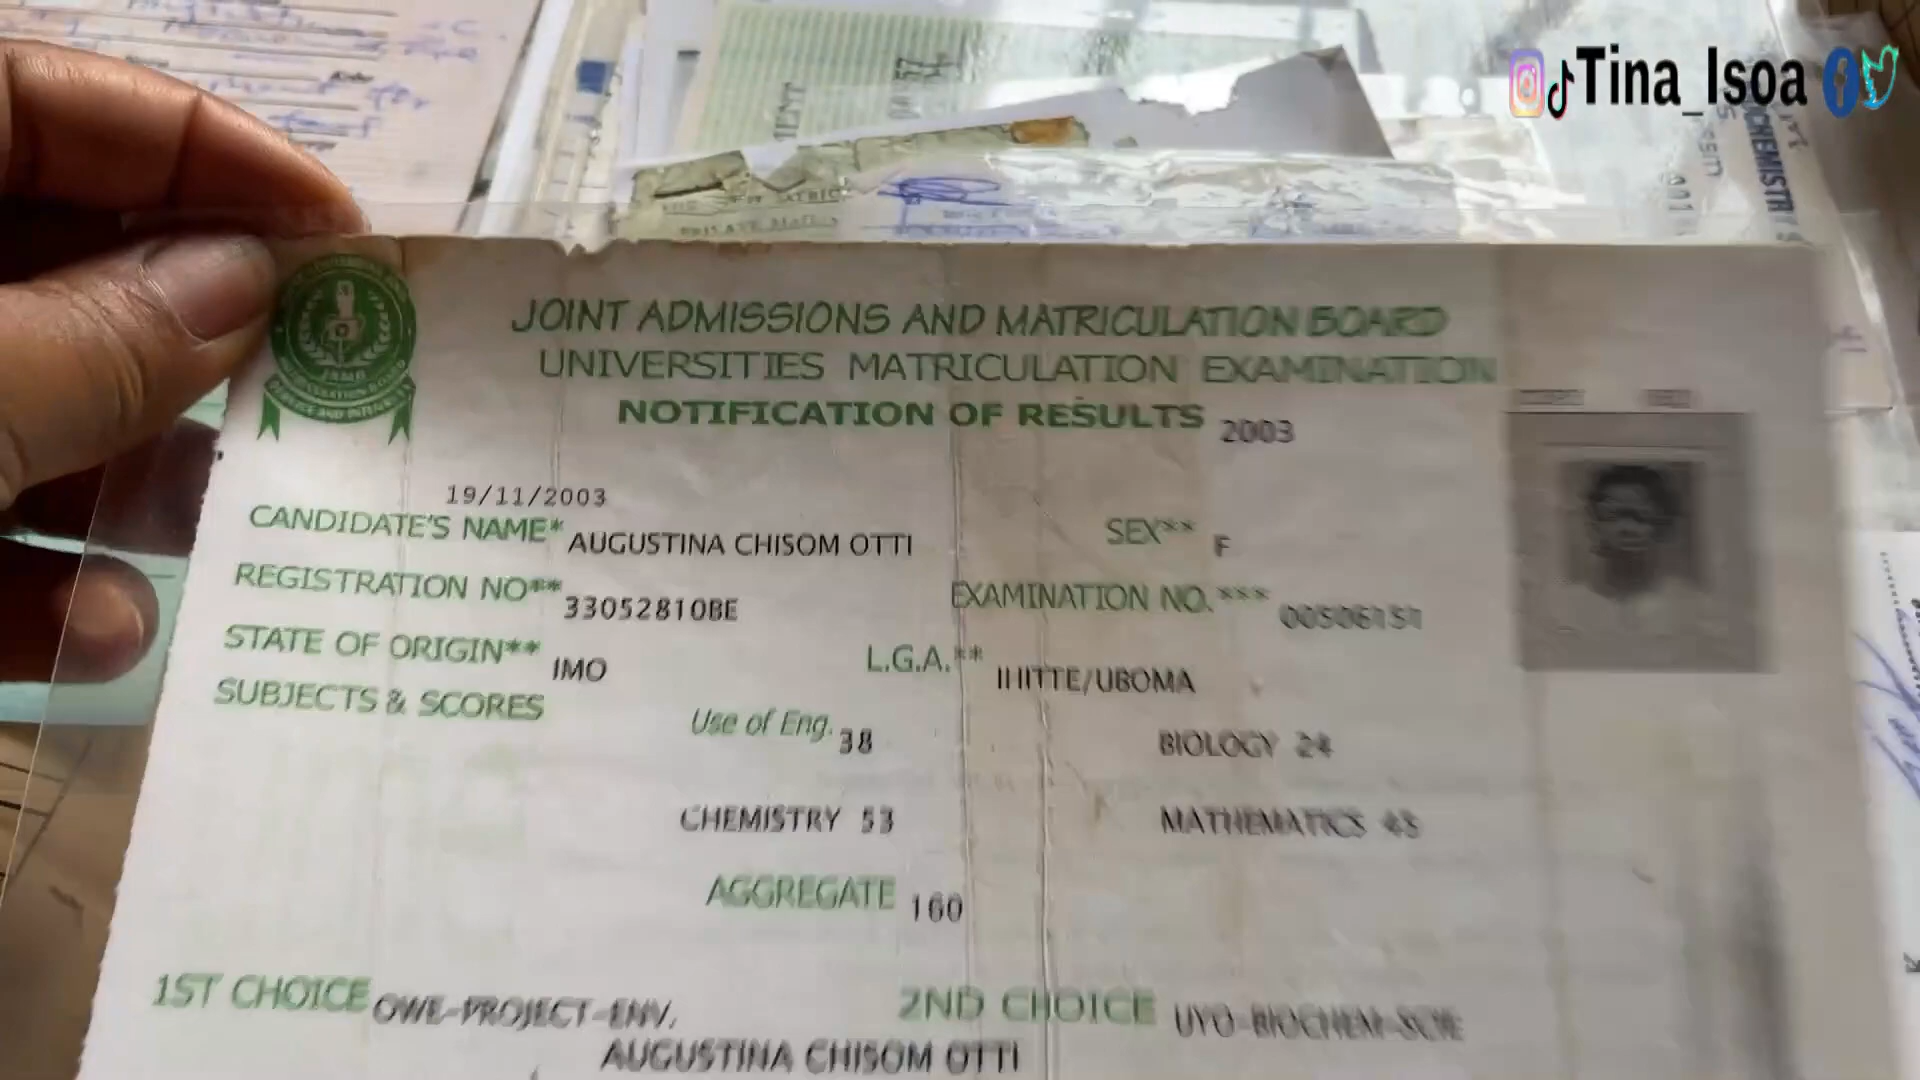 Tina_Isoa
CHEMISTR
JOINT ADMISSIONS AND MATRICULATION BOARD
UNIVERSITIES MATRICULATION EXAMINATION
NOTIFICATION OF RESULTS 2003
19/11/2003
CANDIDATE'S NAME* AUGUSTINA CHISOM OTTI
SEX** F
REGISTRATION NO** 33052810BE
EXAMINATION NO.*** 00506151
STATE OF ORIGIN** IMO
L.G.A.** IHITTE/UBOMA
SUBJECTS & SCORES
Use of Eng. 38
BIOLOGY 24
CHEMISTRY 53
MATHEMATICS 45
AGGREGATE 160
1ST CHOICE OWE-PROJECT-ENV.
2ND CHOICE UYO-BIOCHEM-SCIE
AUGUSTINA CHISOM OTTI